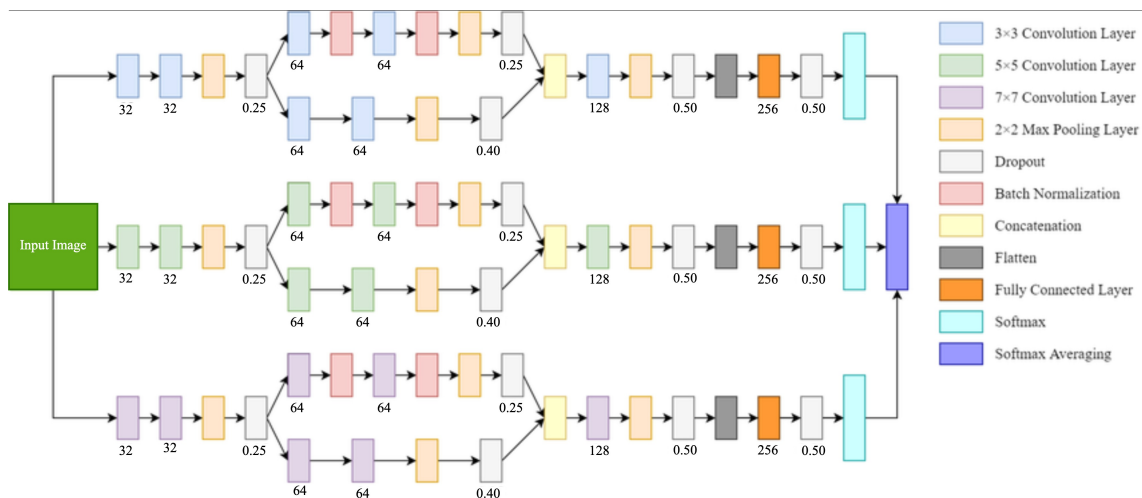 64 64 0.25
32 32 0.25 128 0.50 256 0.50
64 64 0.40
64 64 0.25
Input Image
32 32 0.25 128 0.50 256 0.50
64 64 0.40
64 64 0.25
32 32 0.25 128 0.50 256 0.50
64 64 0.40
3×3 Convolution Layer
5×5 Convolution Layer
7×7 Convolution Layer
2×2 Max Pooling Layer
Dropout
Batch Normalization
Concatenation
Flatten
Fully Connected Layer
Softmax
Softmax Averaging